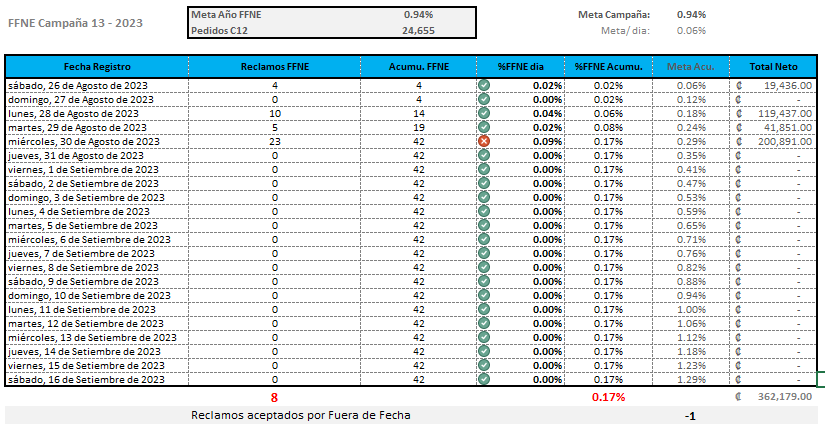 FFNE Campaña 13 - 2023
Meta Año FFNE 0.94%
Pedidos C12 24,655
Meta Campaña: 0.94%
Meta/ dia: 0.06%
Fecha Registro Reclamos FFNE Acumu. FFNE %FFNE dia %FFNE Acumu. Meta Acu. Total Neto
sábado, 26 de Agosto de 2023 4 4 0.02% 0.02% 0.06% ₡ 19,436.00
domingo, 27 de Agosto de 2023 0 4 0.00% 0.02% 0.12% ₡ -
lunes, 28 de Agosto de 2023 10 14 0.04% 0.06% 0.18% ₡ 119,437.00
martes, 29 de Agosto de 2023 5 19 0.02% 0.08% 0.24% ₡ 41,851.00
miércoles, 30 de Agosto de 2023 23 42 0.09% 0.17% 0.29% ₡ 200,891.00
jueves, 31 de Agosto de 2023 0 42 0.00% 0.17% 0.35% ₡ -
viernes, 1 de Setiembre de 2023 0 42 0.00% 0.17% 0.41% ₡ -
sábado, 2 de Setiembre de 2023 0 42 0.00% 0.17% 0.47% ₡ -
domingo, 3 de Setiembre de 2023 0 42 0.00% 0.17% 0.53% ₡ -
lunes, 4 de Setiembre de 2023 0 42 0.00% 0.17% 0.59% ₡ -
martes, 5 de Setiembre de 2023 0 42 0.00% 0.17% 0.65% ₡ -
miércoles, 6 de Setiembre de 2023 0 42 0.00% 0.17% 0.71% ₡ -
jueves, 7 de Setiembre de 2023 0 42 0.00% 0.17% 0.76% ₡ -
viernes, 8 de Setiembre de 2023 0 42 0.00% 0.17% 0.82% ₡ -
sábado, 9 de Setiembre de 2023 0 42 0.00% 0.17% 0.88% ₡ -
domingo, 10 de Setiembre de 2023 0 42 0.00% 0.17% 0.94% ₡ -
lunes, 11 de Setiembre de 2023 0 42 0.00% 0.17% 1.00% ₡ -
martes, 12 de Setiembre de 2023 0 42 0.00% 0.17% 1.06% ₡ -
miércoles, 13 de Setiembre de 2023 0 42 0.00% 0.17% 1.12% ₡ -
jueves, 14 de Setiembre de 2023 0 42 0.00% 0.17% 1.18% ₡ -
viernes, 15 de Setiembre de 2023 0 42 0.00% 0.17% 1.23% ₡ -
sábado, 16 de Setiembre de 2023 0 42 0.00% 0.17% 1.29% ₡ -
8 0.17% ₡ 362,179.00
Reclamos aceptados por Fuera de Fecha -1